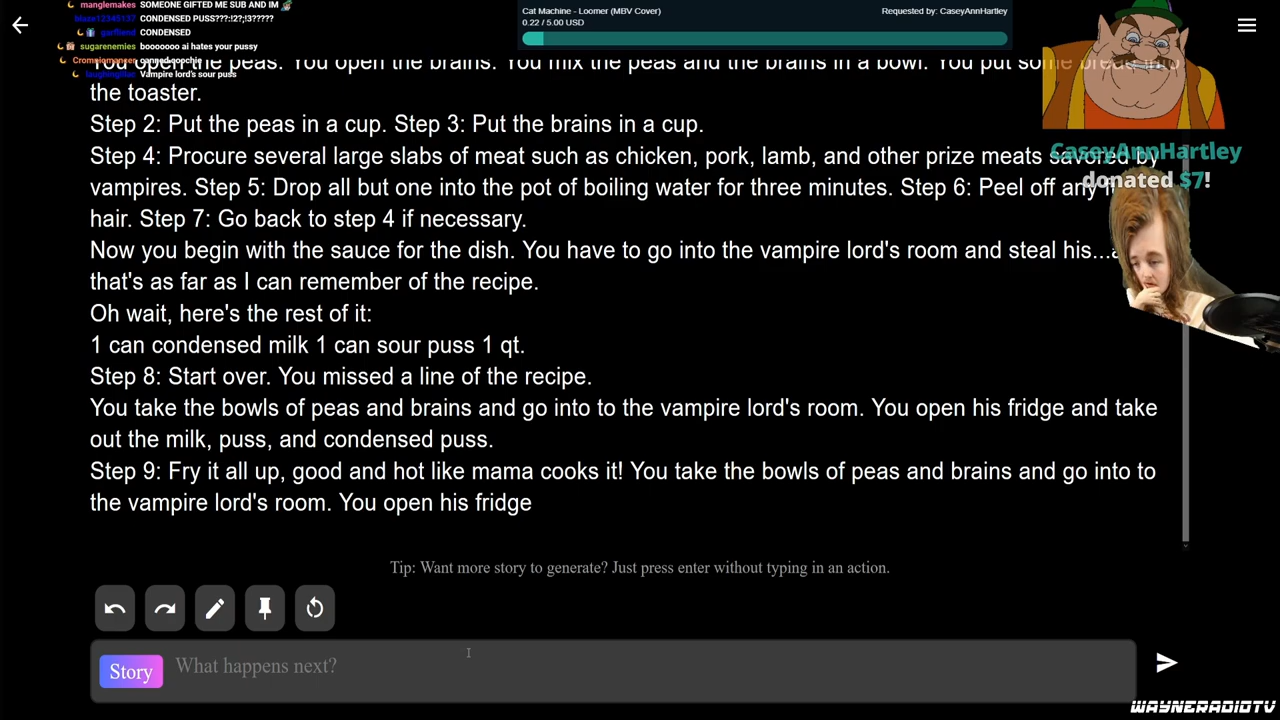 manglemakes SOMEONE GIFTED ME SUB AND IM
blaze12345137 CONDENSED PUSS???:!2?;!3?????
garfiend CONDENSED
sugarenemies booooooo ai hates your pussy
Crompiomancer canned coochie
laughinglilac Vampire lord's sour puss
Cat Machine - Loomer (MBV Cover)
Requested by: CaseyAnnHartley
0.22 / 5.00 USD
CaseyAnnHartley
donated $7!
You open the peas. You open the brains. You mix the peas and the brains in a bowl. You put some bread into
the toaster.
Step 2: Put the peas in a cup. Step 3: Put the brains in a cup.
Step 4: Procure several large slabs of meat such as chicken, pork, lamb, and other prize meats savored by
vampires. Step 5: Drop all but one into the pot of boiling water for three minutes. Step 6: Peel off any
hair. Step 7: Go back to step 4 if necessary.
Now you begin with the sauce for the dish. You have to go into the vampire lord's room and steal his...
that's as far as I can remember of the recipe.
Oh wait, here's the rest of it:
1 can condensed milk 1 can sour puss 1 qt.
Step 8: Start over. You missed a line of the recipe.
You take the bowls of peas and brains and go into to the vampire lord's room. You open his fridge and take
out the milk, puss, and condensed puss.
Step 9: Fry it all up, good and hot like mama cooks it! You take the bowls of peas and brains and go into to
the vampire lord's room. You open his fridge
Tip: Want more story to generate? Just press enter without typing in an action.
Story What happens next?
WAYNERADIOTV